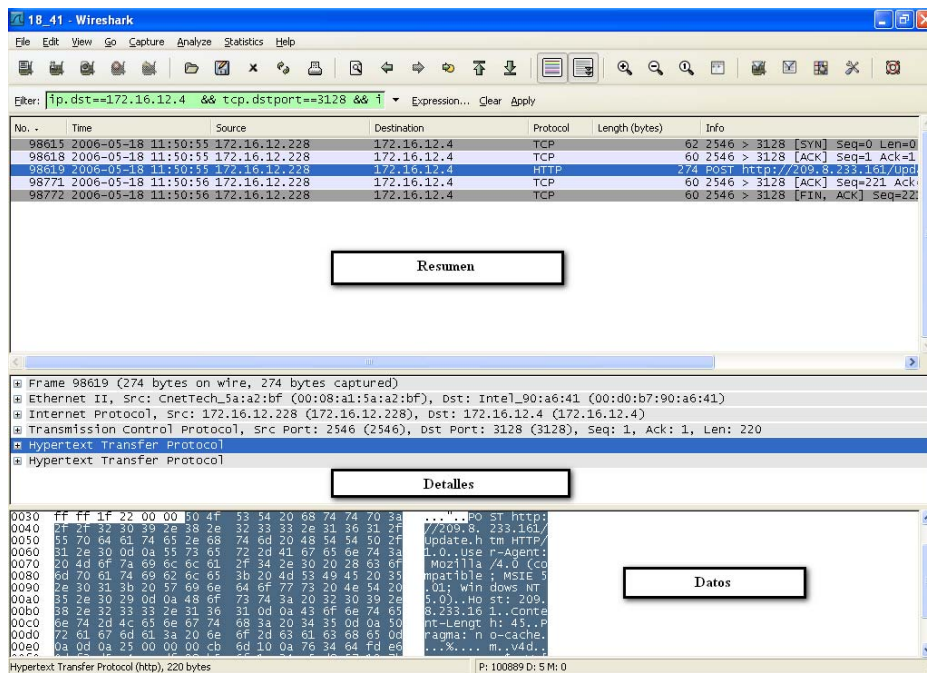 18_41 - Wireshark
File Edit View Go Capture Analyze Statistics Help
Filter: ip.dst==172.16.12.4 && tcp.dstport==3128 && i Expression... Clear Apply
No. . Time Source Destination Protocol Length (bytes) Info
98615 2006-05-18 11:50:55 172.16.12.228 172.16.12.4 TCP 62 2546 > 3128 [SYN] Seq=0 Len=0
98618 2006-05-18 11:50:55 172.16.12.228 172.16.12.4 TCP 60 2546 > 3128 [ACK] Seq=1 Ack=1
98619 2006-05-18 11:50:55 172.16.12.228 172.16.12.4 HTTP 274 POST http://209.8.233.161/Upd
98771 2006-05-18 11:50:56 172.16.12.228 172.16.12.4 TCP 60 2546 > 3128 [ACK] Seq=221 Ack
98772 2006-05-18 11:50:56 172.16.12.228 172.16.12.4 TCP 60 2546 > 3128 [FIN, ACK] Seq=22
Resumen
Frame 98619 (274 bytes on wire, 274 bytes captured)
Ethernet II, Src: CnetTech_5a:a2:bf (00:08:a1:5a:a2:bf), Dst: Intel_90:a6:41 (00:d0:b7:90:a6:41)
Internet Protocol, Src: 172.16.12.228 (172.16.12.228), Dst: 172.16.12.4 (172.16.12.4)
Transmission Control Protocol, Src Port: 2546 (2546), Dst Port: 3128 (3128), Seq: 1, Ack: 1, Len: 220
Hypertext Transfer Protocol
Hypertext Transfer Protocol
Detalles
0030 ff ff 1f 22 00 00 50 4f 53 54 20 68 74 74 70 3a ..."..PO ST http:
0040 2f 2f 32 30 39 2e 38 2e 32 33 33 2e 31 36 31 2f //209.8. 233.161/
0050 55 70 64 61 74 65 2e 68 74 6d 20 48 54 54 50 2f Update.h tm HTTP/
0060 31 2e 30 0d 0a 55 73 65 72 2d 41 67 65 6e 74 3a 1.0..Use r-Agent:
0070 20 4d 6f 7a 69 6c 6c 61 2f 34 2e 30 20 28 63 6f Mozilla /4.0 (co
0080 6d 70 61 74 69 62 6c 65 3b 20 4d 53 49 45 20 35 mpatible ; MSIE 5
0090 2e 30 31 3b 20 57 69 6e 64 6f 77 73 20 4e 54 20 .01; Win dows NT
00a0 35 2e 30 29 0d 0a 48 6f 73 74 3a 20 32 30 39 2e 5.0)..Ho st: 209.
00b0 38 2e 32 33 33 2e 31 36 31 0d 0a 43 6f 6e 74 65 8.233.16 1..Conte
00c0 6e 74 2d 4c 65 6e 67 74 68 3a 20 34 35 0d 0a 50 nt-Lengt h: 45..P
00d0 72 61 67 6d 61 3a 20 6e 6f 2d 63 61 63 68 65 0d ragma: n o-cache.
00e0 0a 0d 0a 25 00 00 00 cb 6d 10 0a 76 34 64 fd e6 ...%.... m..v4d..
Datos
Hypertext Transfer Protocol (http), 220 bytes P: 100889 D: 5 M: 0